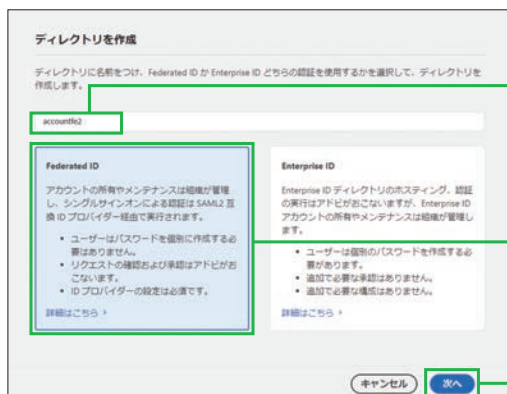 ディレクトリを作成
ディレクトリに名前をつけ、Federated ID か Enterprise ID どちらの認証を使用するかを選択して、ディレクトリを
作成します。
accountfe2
Federated ID
アカウントの所有やメンテナンスは組織が管理
し、シングルサインオンによる認証は SAML2 互
換 ID プロバイダー経由で実行されます。
• ユーザーはパスワードを個別に作成する必
要はありません。
• リクエストの確認および承認はアドビがお
こないます。
• ID プロバイダーの設定は必須です。
詳細はこちら ›
Enterprise ID
Enterprise ID ディレクトリのホスティング、認証
の実行はアドビがおこないますが、Enterprise ID
アカウントの所有やメンテナンスは組織が管理し
ます。
• ユーザーは個別のパスワードを作成する必
要があります。
• 追加で必要な承認はありません。
• 追加で必要な構成はありません。
詳細はこちら ›
キャンセル
次へ